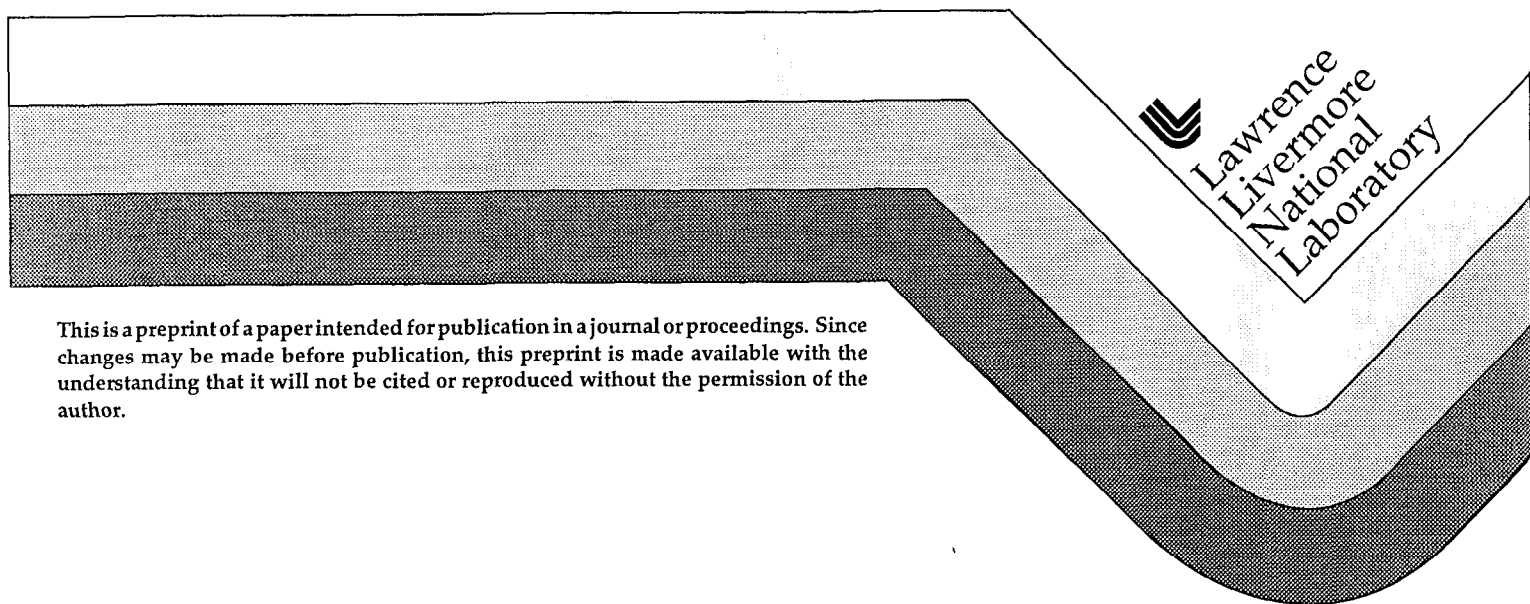 Lawrence
Livermore
National
Laboratory
This is a preprint of a paper intended for publication in a journal or proceedings. Since
changes may be made before publication, this preprint is made available with the
understanding that it will not be cited or reproduced without the permission of the
author.